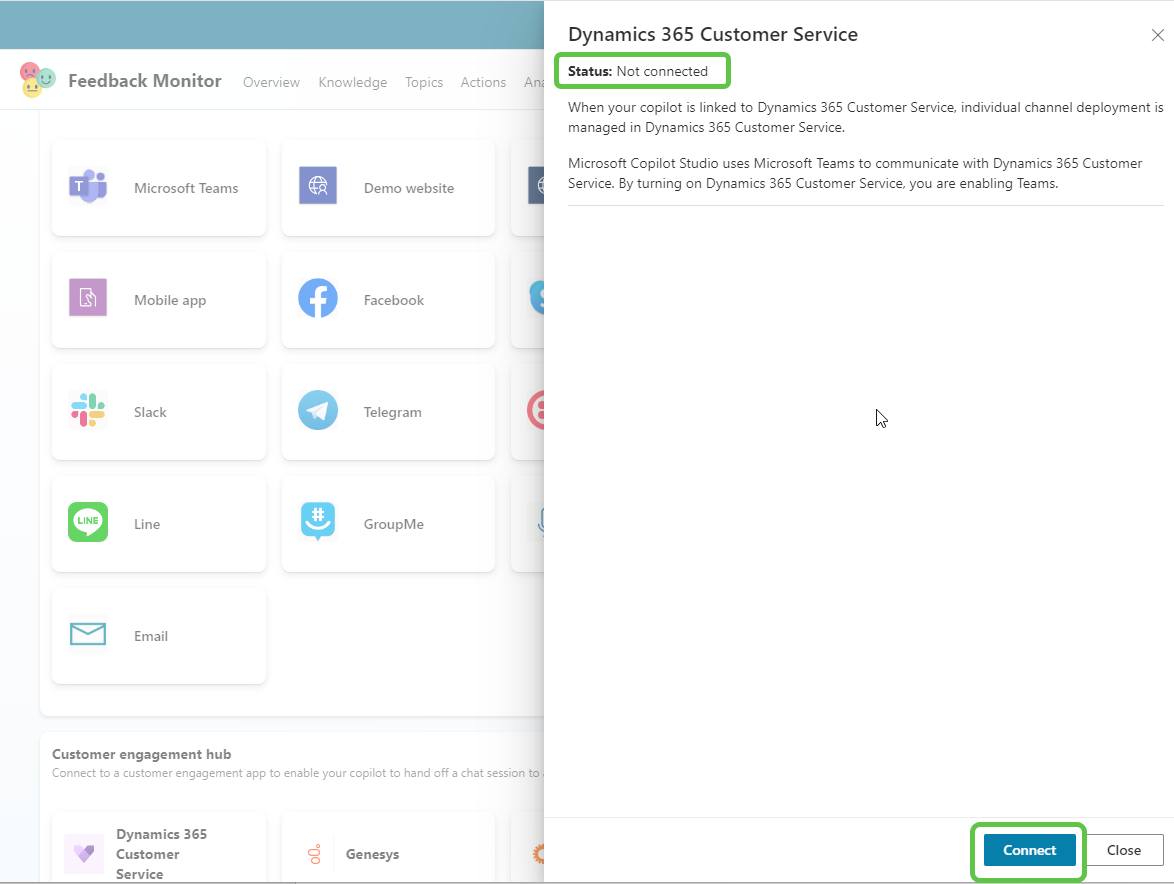 Feedback Monitor
Overview Knowledge Topics Actions
Microsoft Teams
T
Demo website
Mobile app
Facebook
Slack
Telegram
LINE
Line
#
GroupMe
Email
Customer engagement hub
Connect to a customer engagement app to enable your copilot to hand off a chat session to
Dynamics 365
Customer
Service
Genesys
Dynamics 365 Customer Service
Status: Not connected
When your copilot is linked to Dynamics 365 Customer Service, individual channel deployment is
managed in Dynamics 365 Customer Service.
Microsoft Copilot Studio uses Microsoft Teams to communicate with Dynamics 365 Customer
Service. By turning on Dynamics 365 Customer Service, you are enabling Teams.
Connect
Close